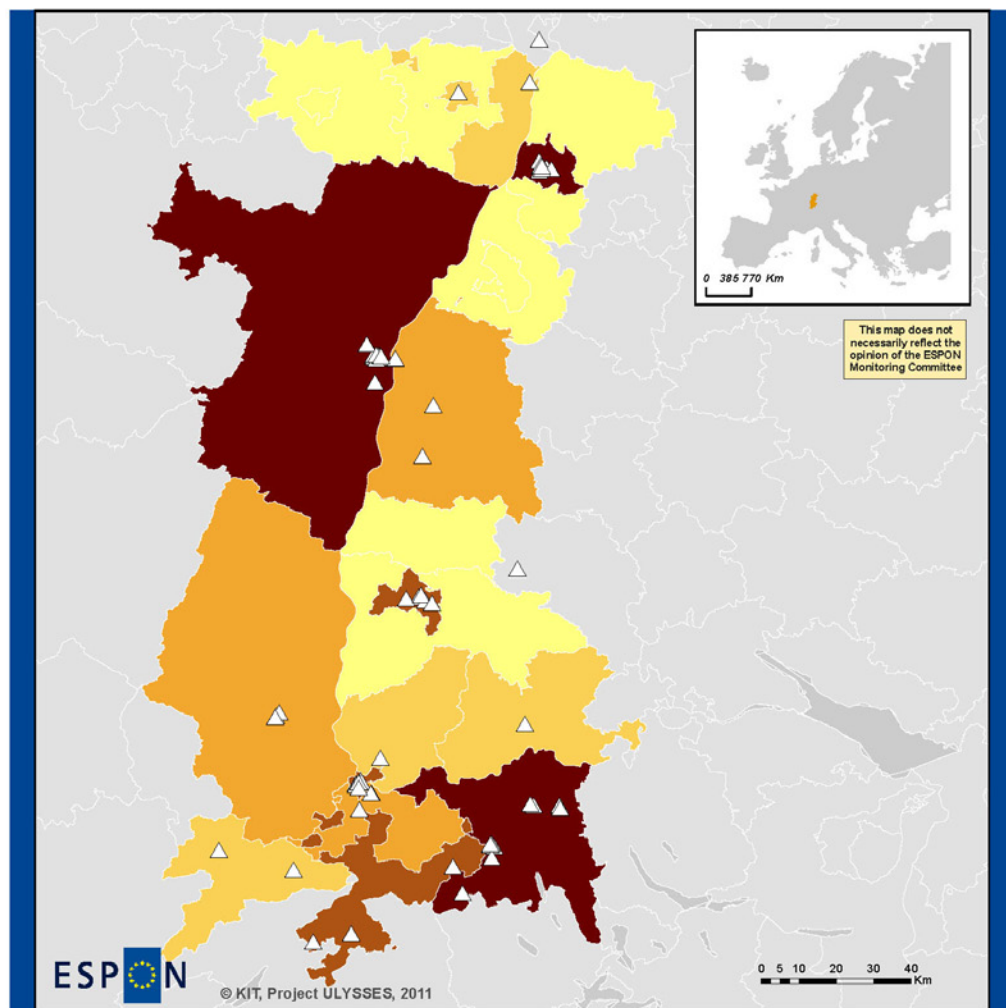 0 385 770 Km
This map does not
necessarily reflect the
opinion of the ESPON
Monitoring Committee
ESPON
© KIT, Project ULYSSES, 2011
0 5 10 20 30 40
Km